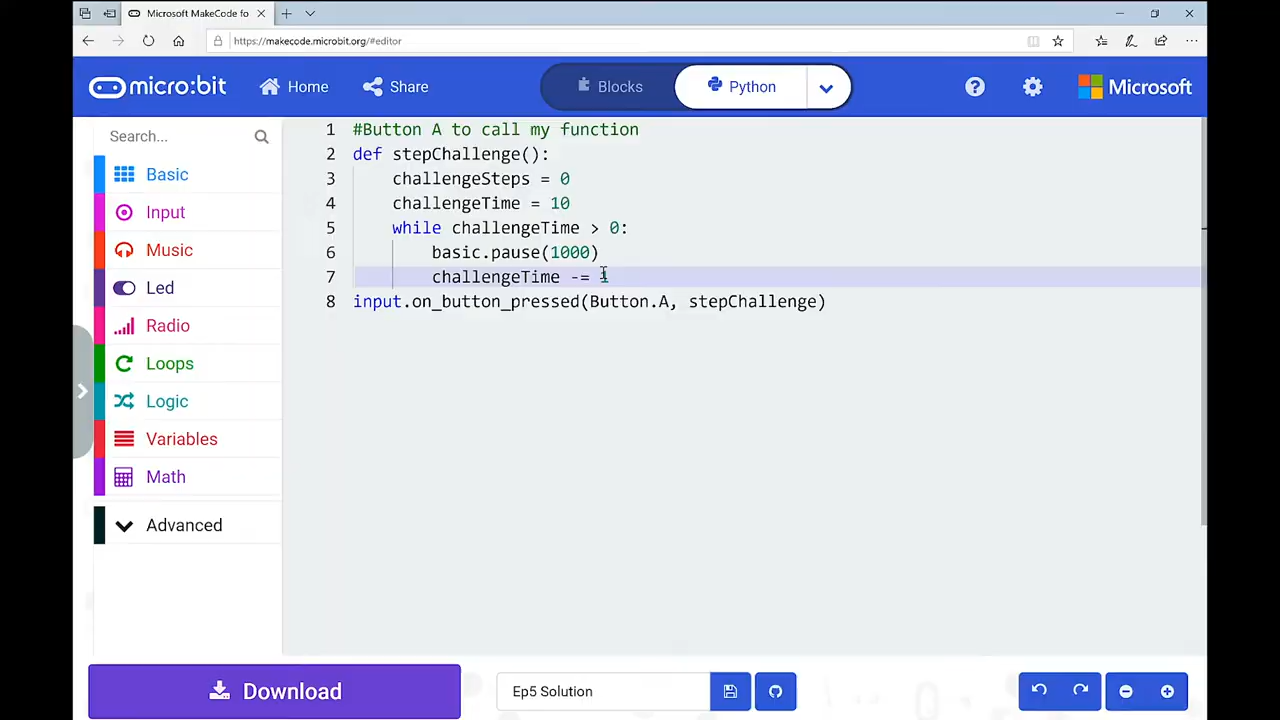 Microsoft MakeCode fo
https://makecode.microbit.org/#editor
micro:bit Home Share Blocks Python Microsoft
Search...
Basic
Input
Music
Led
Radio
Loops
Logic
Variables
Math
Advanced
1 #Button A to call my function
2 def stepChallenge():
3 challengeSteps = 0
4 challengeTime = 10
5 while challengeTime > 0:
6 basic.pause(1000)
7 challengeTime -= 1
8 input.on_button_pressed(Button.A, stepChallenge)
Download
Ep5 Solution